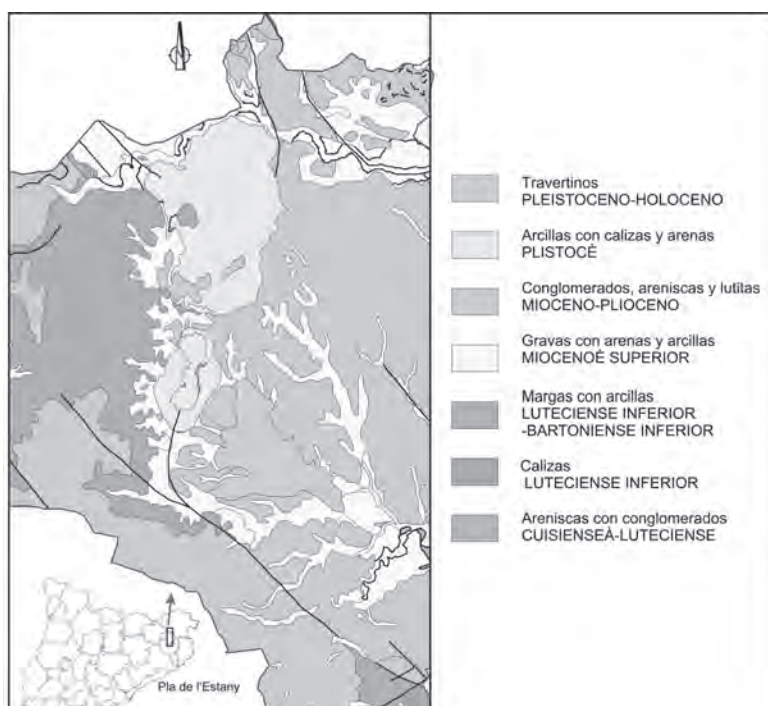 Travertinos
PLEISTOCENO-HOLOCENO
Arcillas con calizas y arenas
PLISTOCÈ
Conglomerados, areniscas y lutitas
MIOCENO-PLIOCENO
Gravas con arenas y arcillas
MIOCENOÈ SUPERIOR
Margas con arcillas
LUTECIENSE INFERIOR
-BARTONIENSE INFERIOR
Calizas
LUTECIENSE INFERIOR
Areniscas con conglomerados
CUISIENSEÀ-LUTECIENSE
Pla de l'Estany